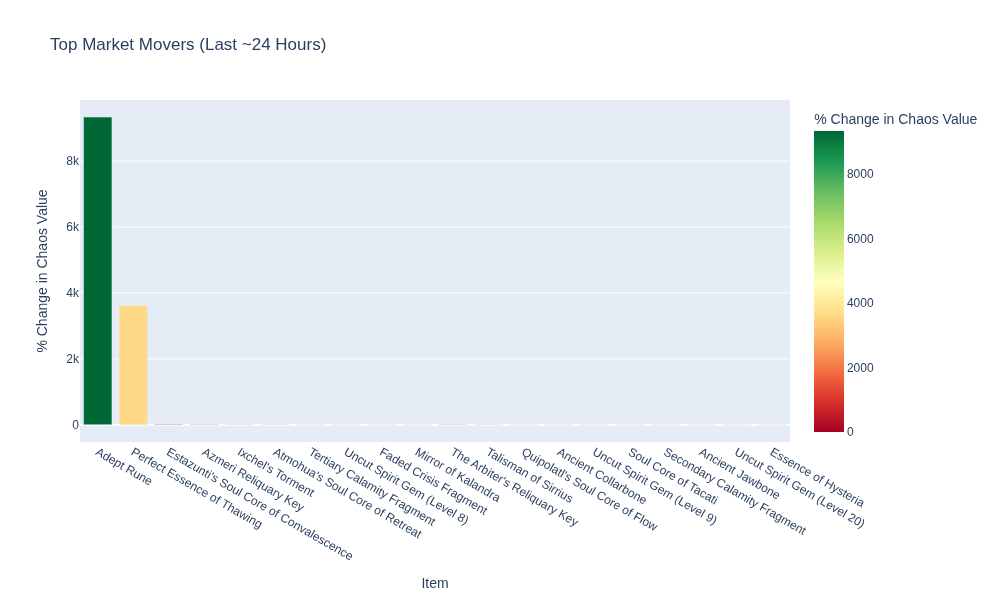 Top Market Movers (Last ~24 Hours)
% Change in Chaos Value
8k
6k
4k
2k
0
Adept Rune
Perfect Essence of Thawing
Estazunti's Soul Core of Convalescence
Azmeri Reliquary Key
Ixchel's Torment
Atmohua's Soul Core of Retreat
Tertiary Calamity Fragment
Uncut Spirit Gem (Level 8)
Faded Crisis Fragment
Mirror of Kalandra
The Arbiter's Reliquary Key
Talisman of Sirrius
Quipolatl's Soul Core of Flow
Ancient Collarbone
Uncut Spirit Gem (Level 9)
Soul Core of Tacati
Secondary Calamity Fragment
Ancient Jawbone
Uncut Spirit Gem (Level 20)
Essence of Hysteria
Item
% Change in Chaos Value
8000
6000
4000
2000
0